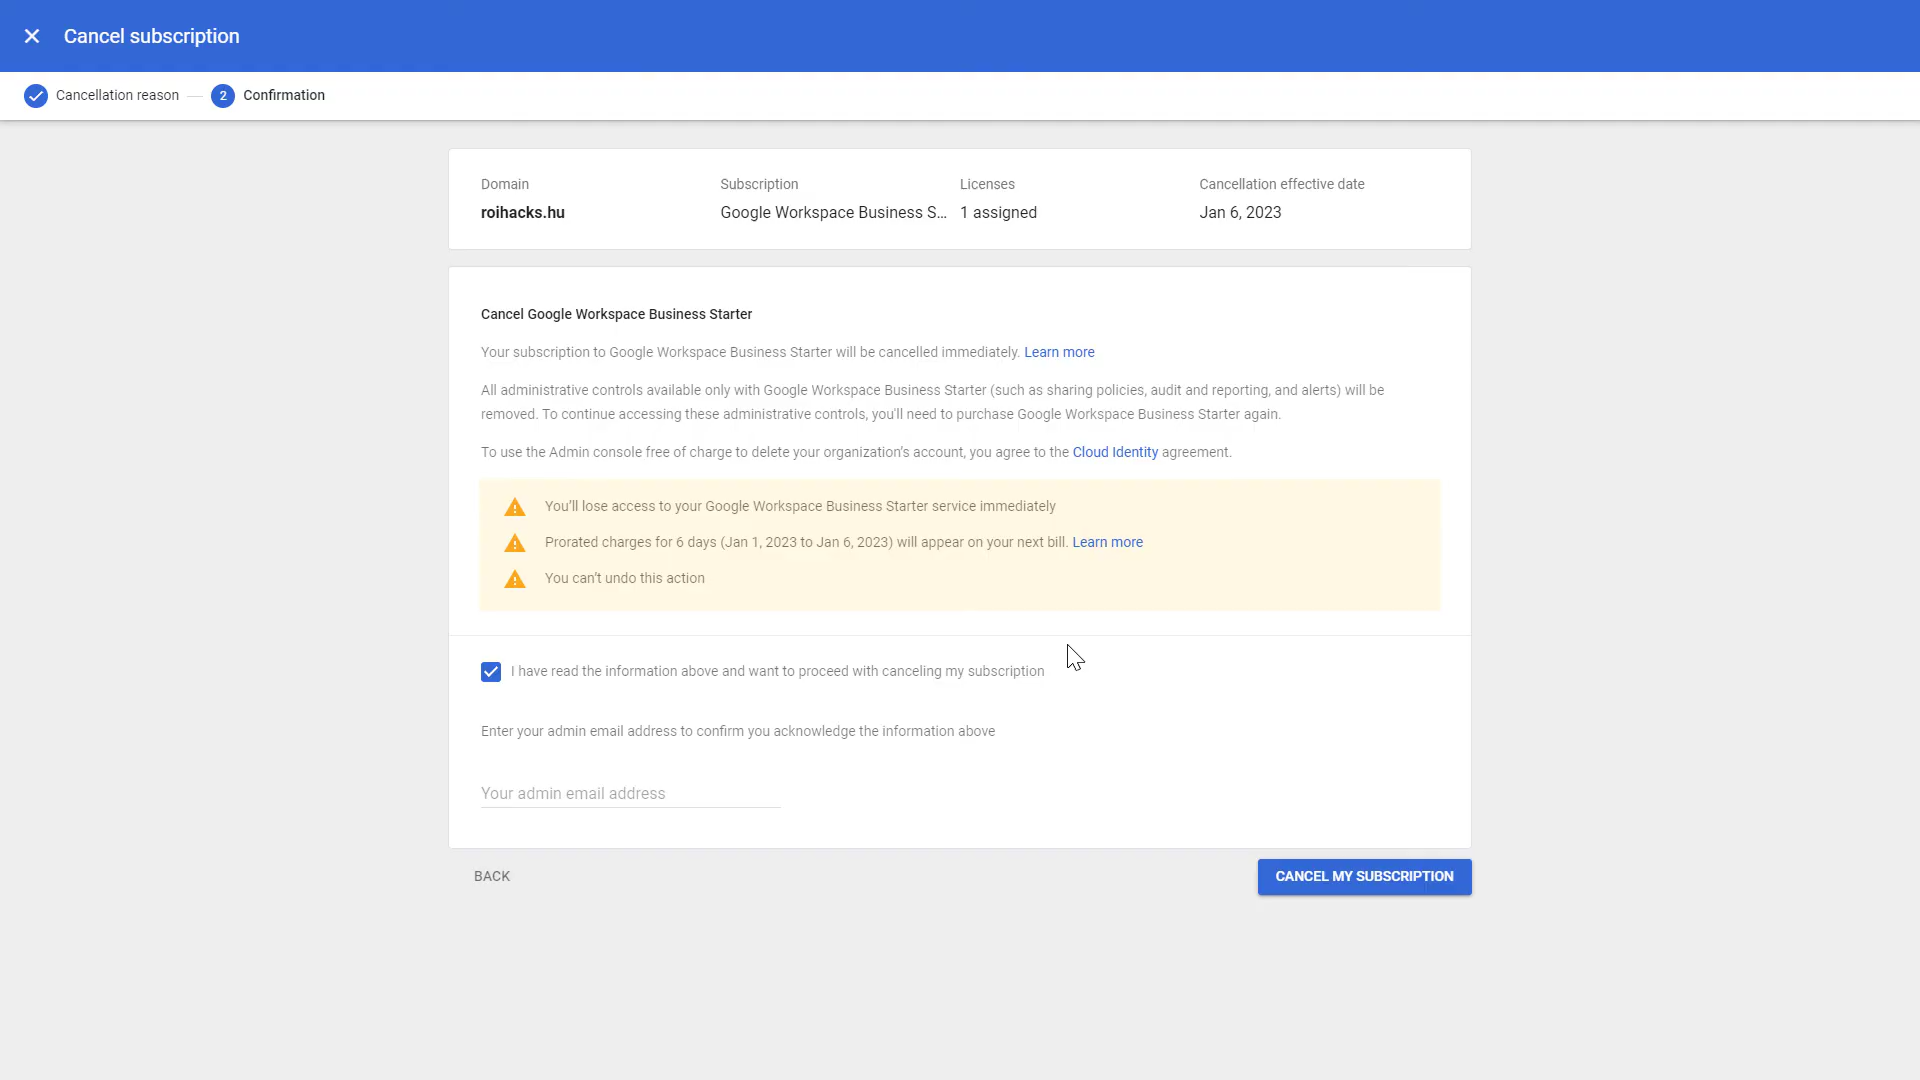 Cancel subscription
Cancellation reason
2 Confirmation
Domain
roihacks.hu
Subscription
Google Workspace Business S...
Licenses
1 assigned
Cancellation effective date
Jan 6, 2023
Cancel Google Workspace Business Starter
Your subscription to Google Workspace Business Starter will be cancelled immediately. Learn more
All administrative controls available only with Google Workspace Business Starter (such as sharing policies, audit and reporting, and alerts) will be
removed. To continue accessing these administrative controls, you'll need to purchase Google Workspace Business Starter again.
To use the Admin console free of charge to delete your organization's account, you agree to the Cloud Identity agreement.
You'll lose access to your Google Workspace Business Starter service immediately
Prorated charges for 6 days (Jan 1, 2023 to Jan 6, 2023) will appear on your next bill. Learn more
You can't undo this action
I have read the information above and want to proceed with canceling my subscription
Enter your admin email address to confirm you acknowledge the information above
Your admin email address
BACK
CANCEL MY SUBSCRIPTION